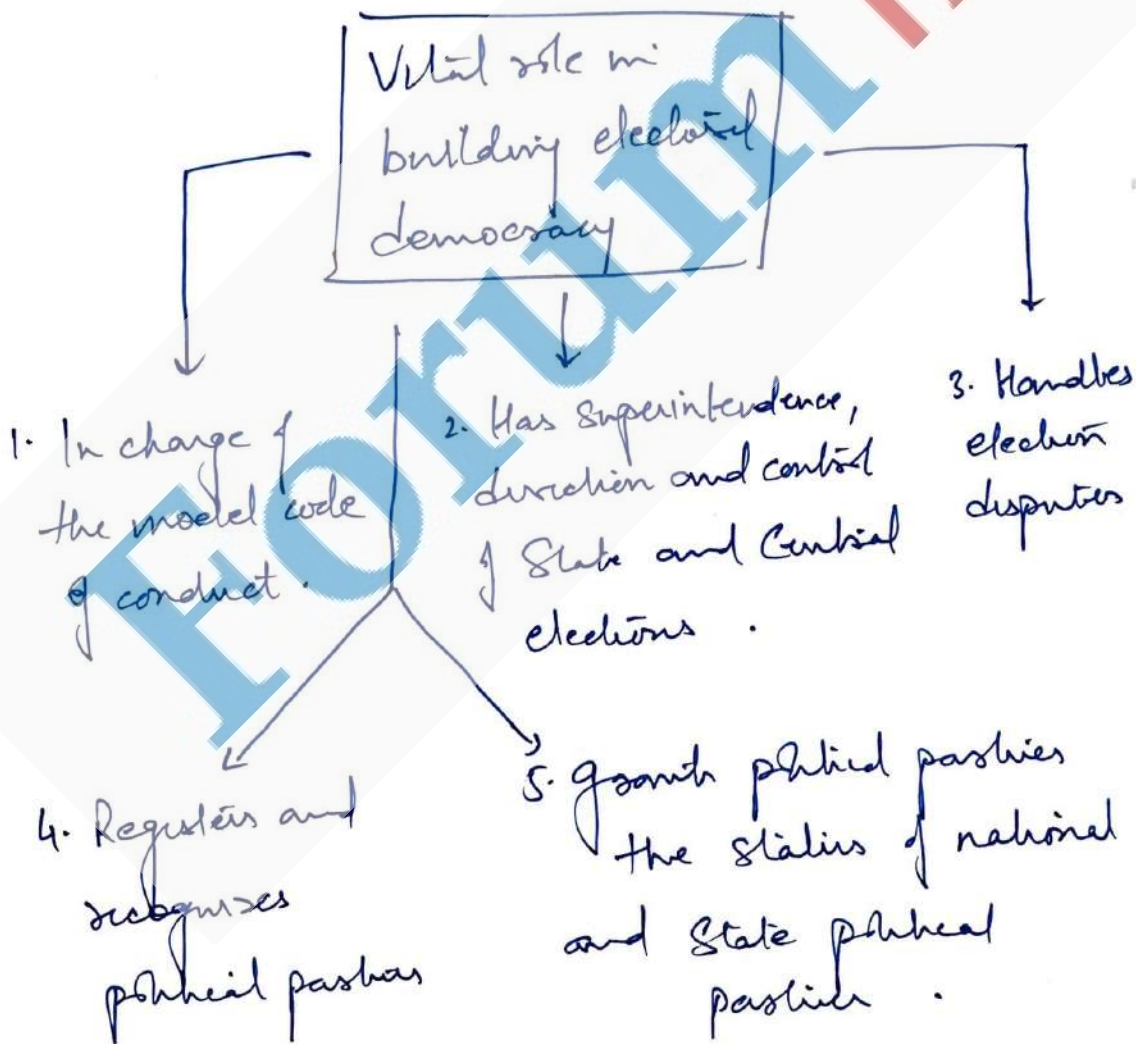 Vital role in
building electoral
democracy
1. In charge of
the model code
of conduct.
2. Has Superintendence,
direction and control
of State and Central
elections.
3. Handles
election
disputes
4. Registers and
recognizes
political parties
5. Grants political parties
the status of national
and State political
parties.
Forum